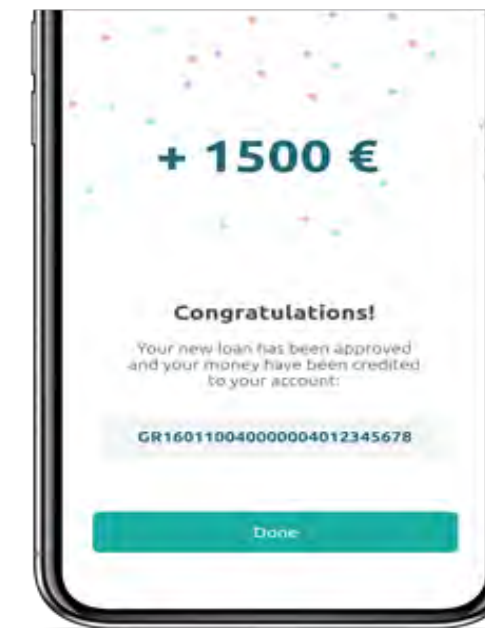 + 1500 €
Congratulations!
Your new loan has been approved
and your money have been credited
to your account:
GR1601100400000004012345678
Done